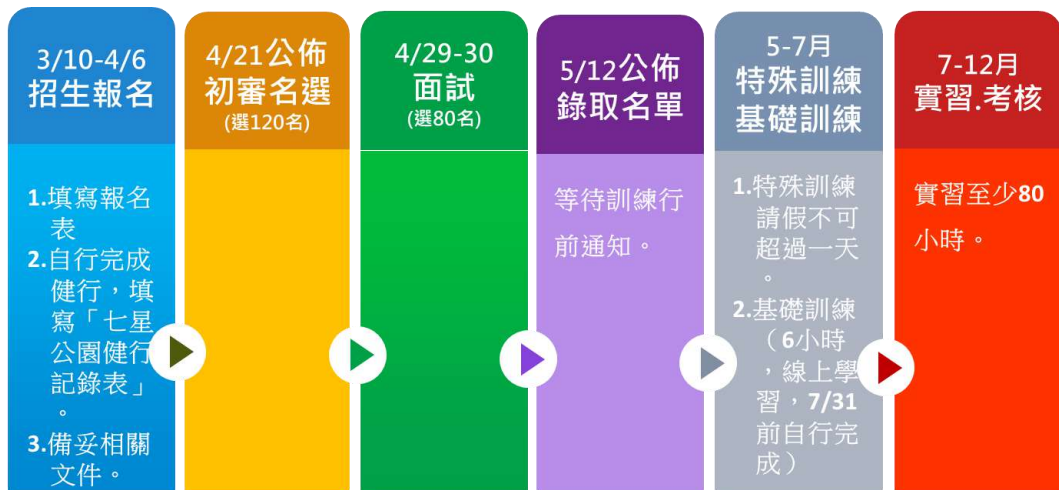 3/10-4/6
招生報名
1.填寫報名
表
2.自行完成
健行，填
寫「七星
公園健行
記錄表」
。
3.備妥相關
文件。
4/21公佈
初審名選
(選120名)
4/29-30
面試
(選80名)
5/12公佈
錄取名單
等待訓練行
前通知。
5-7月
特殊訓練
基礎訓練
1.特殊訓練
請假不可
超過一天
。
2.基礎訓練
（6小時
，線上學
習，7/31
前自行完
成）
7-12月
實習.考核
實習至少80
小時。